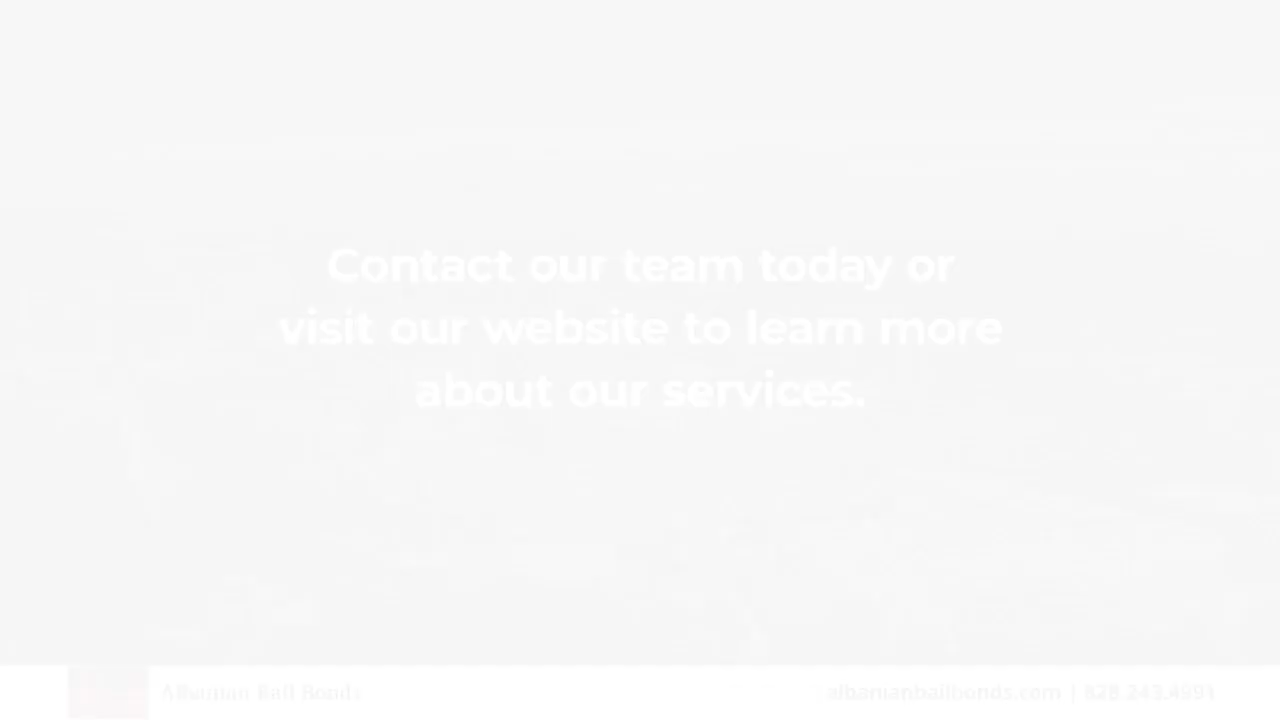 Contact our team today or
visit our website to learn more
about our services.
Albanian Bail Bonds
albanianbailbonds.com | 828.243.4991